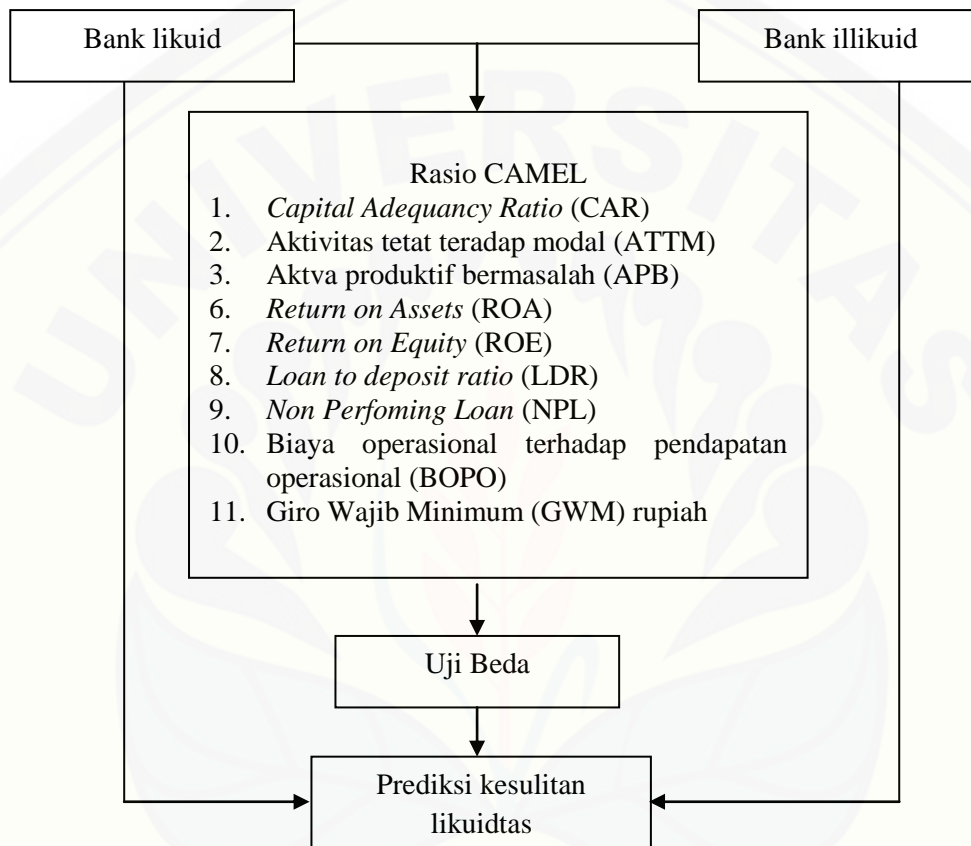 Bank likuid
Bank illikuid
Rasio CAMEL
1. Capital Adequancy Ratio (CAR)
2. Aktivitas tetat teradap modal (ATTM)
3. Aktva produktif bermasalah (APB)
6. Return on Assets (ROA)
7. Return on Equity (ROE)
8. Loan to deposit ratio (LDR)
9. Non Perfoming Loan (NPL)
10. Biaya operasional terhadap pendapatan
operasional (BOPO)
11. Giro Wajib Minimum (GWM) rupiah
Uji Beda
Prediksi kesulitan
likuidtas
UNIVERSITAS